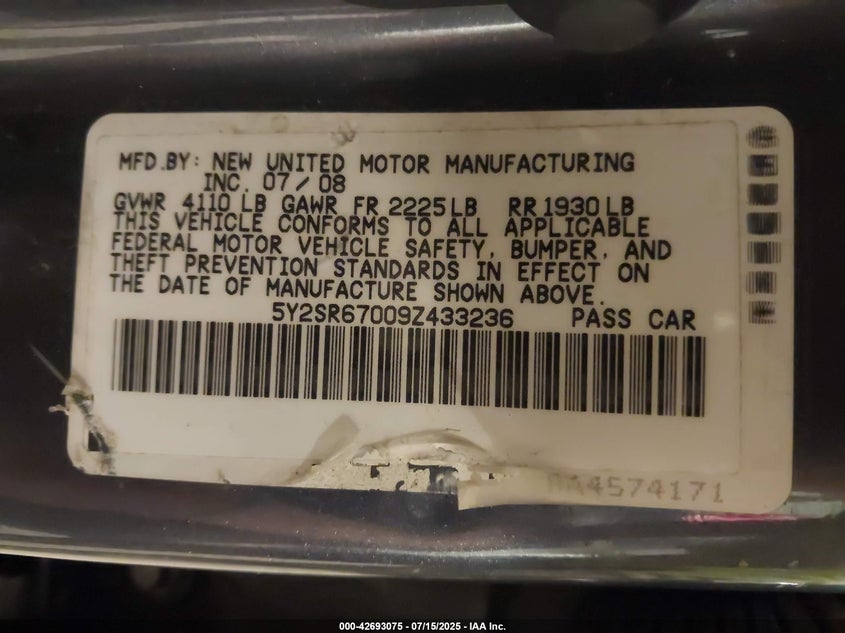 MFD.BY: NEW UNITED MOTOR MANUFACTURING
INC. 07/08
GVWR 4110 LB GAWR FR 2225 LB RR 1930 LB
THIS VEHICLE CONFORMS TO ALL APPLICABLE
FEDERAL MOTOR VEHICLE SAFETY, BUMPER, AND
THEFT PREVENTION STANDARDS IN EFFECT ON
THE DATE OF MANUFACTURE SHOWN ABOVE.
5Y2SR67009Z433236 PASS CAR
4574171
000-42693075 - 07/15/2025 - IAA Inc.